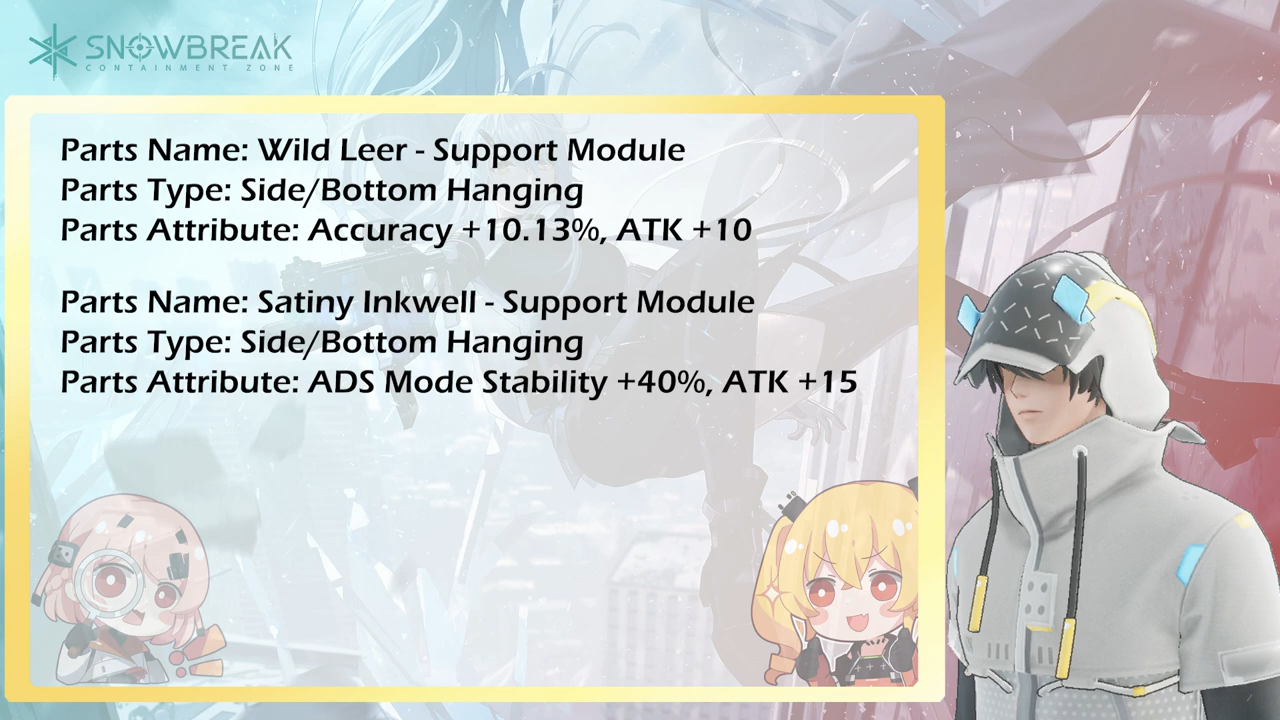 SNOWBREAK
CONTAINMENT ZONE
Parts Name: Wild Leer - Support Module
Parts Type: Side/Bottom Hanging
Parts Attribute: Accuracy +10.13%, ATK +10
Parts Name: Satiny Inkwell - Support Module
Parts Type: Side/Bottom Hanging
Parts Attribute: ADS Mode Stability +40%, ATK +15